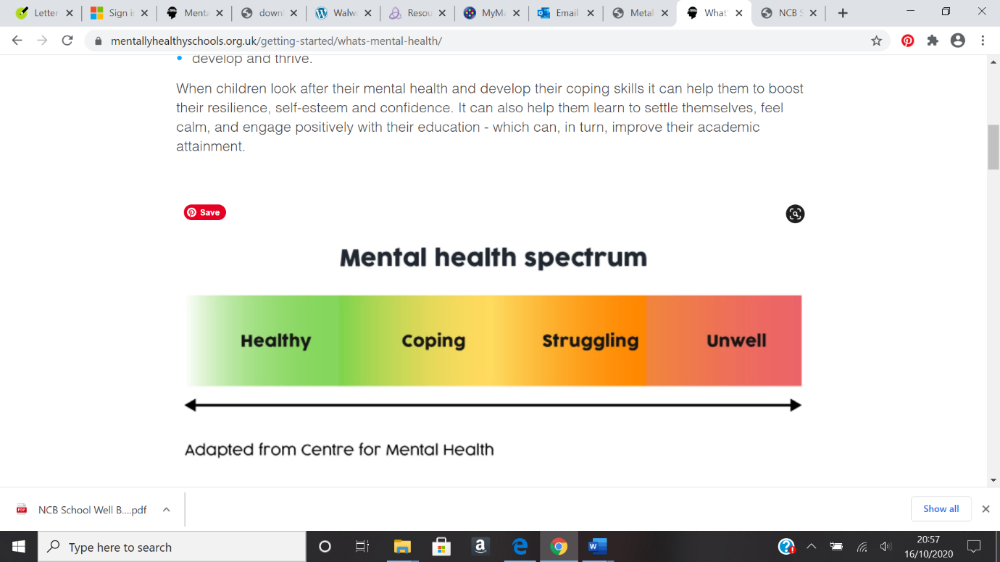 Letter
Sign i
Menta
downl
Walw
Resou
MyMa
Email
Metal
What'
NCB S
mentallyhealthyschools.org.uk/getting-started/whats-mental-health/
develop and thrive.
When children look after their mental health and develop their coping skills it can help them to boost
their resilience, self-esteem and confidence. It can also help them learn to settle themselves, feel
calm, and engage positively with their education - which can, in turn, improve their academic
attainment.
Save
Mental health spectrum
Healthy Coping Struggling Unwell
Adapted from Centre for Mental Health
NCB School Well B....pdf
Show all
Type here to search
20:57
16/10/2020